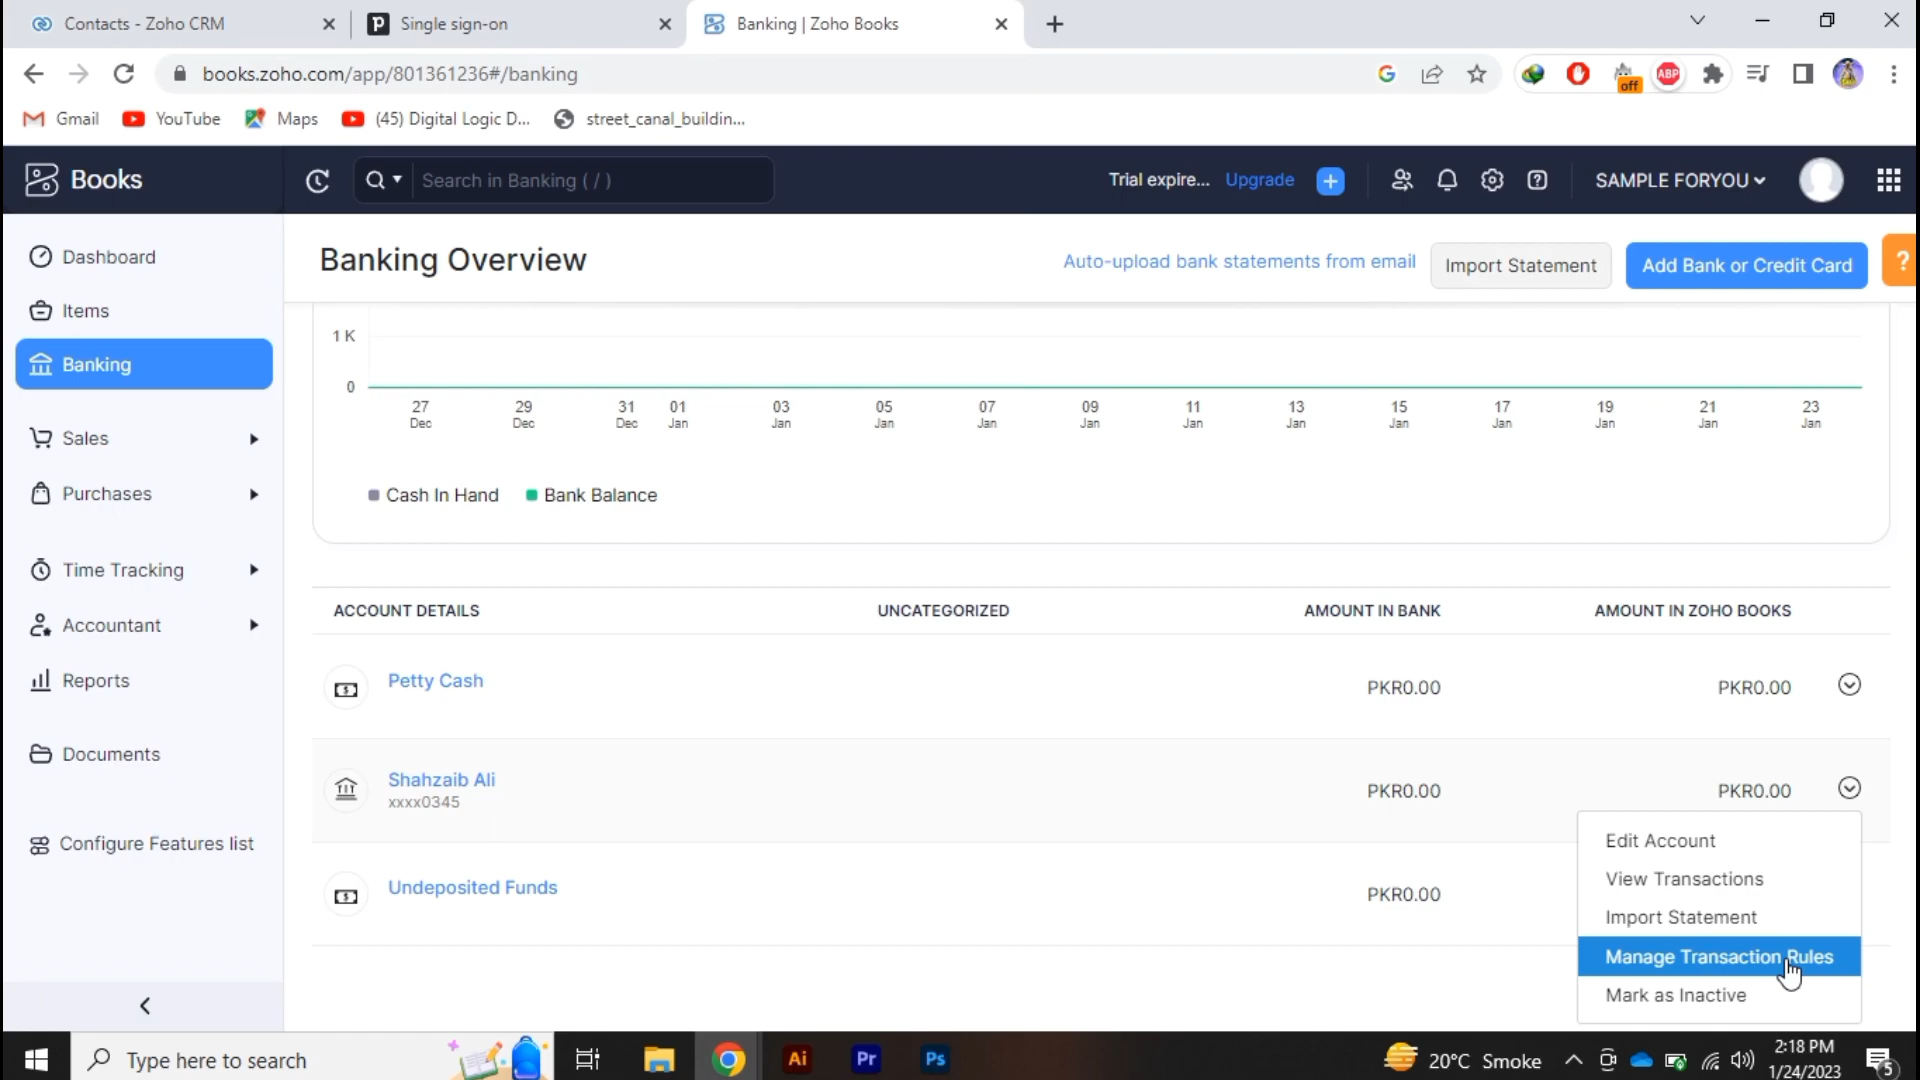 Contacts - Zoho CRM
Single sign-on
Banking | Zoho Books
books.zoho.com/app/801361236#/banking
off
ABP
Gmail
YouTube
Maps
(45) Digital Logic D...
street_canal_buildin...
Books
Search in Banking ( / )
Trial expire...
Upgrade
SAMPLE FORYOU
Dashboard
Items
Banking
Sales
Purchases
Time Tracking
Accountant
Reports
Documents
Configure Features list
Banking Overview
Auto-upload bank statements from email
Import Statement
Add Bank or Credit Card
?
1 K
0
27 Dec
29 Dec
31 Dec
01 Jan
03 Jan
05 Jan
07 Jan
09 Jan
11 Jan
13 Jan
15 Jan
17 Jan
19 Jan
21 Jan
23 Jan
Cash In Hand
Bank Balance
ACCOUNT DETAILS
UNCATEGORIZED
AMOUNT IN BANK
AMOUNT IN ZOHO BOOKS
Petty Cash
PKR0.00
PKR0.00
Shahzaib Ali
xxxx0345
PKR0.00
PKR0.00
Undeposited Funds
PKR0.00
Edit Account
View Transactions
Import Statement
Manage Transaction Rules
Mark as Inactive
Type here to search
Ai
Pr
Ps
20°C Smoke
2:18 PM
1/24/2023
5